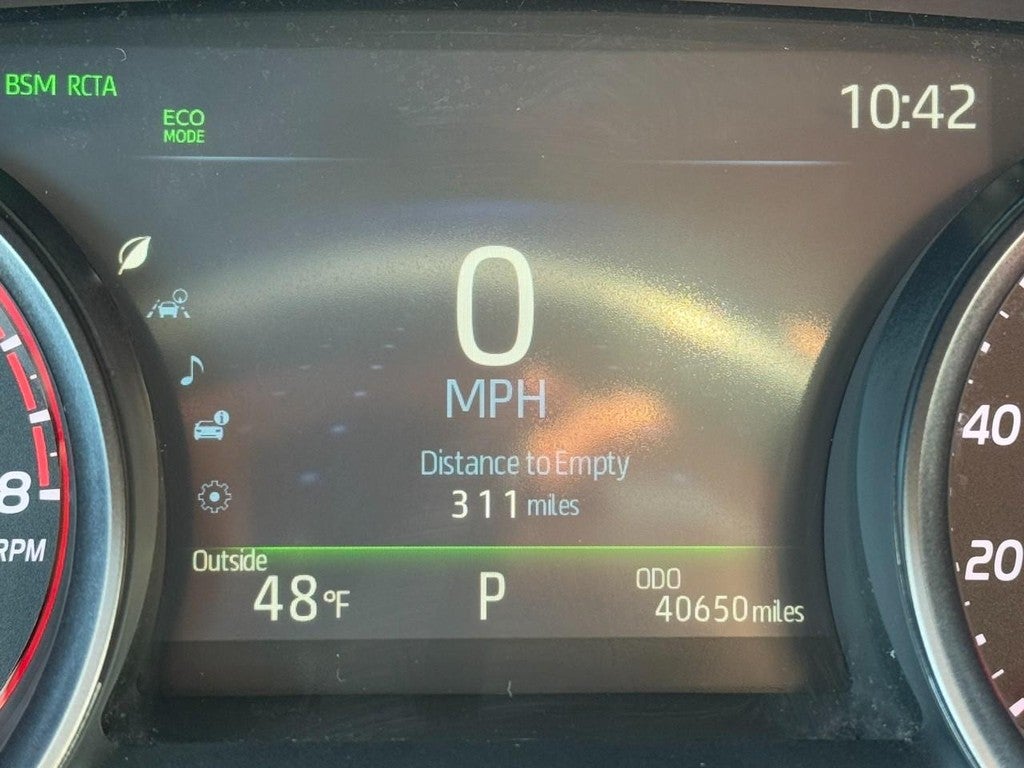 BSM RCTA
10:42
ECO
MODE
0
MPH
Distance to Empty
311 miles
Outside
48°F
P
ODO
40650 miles
8
RPM
40
20